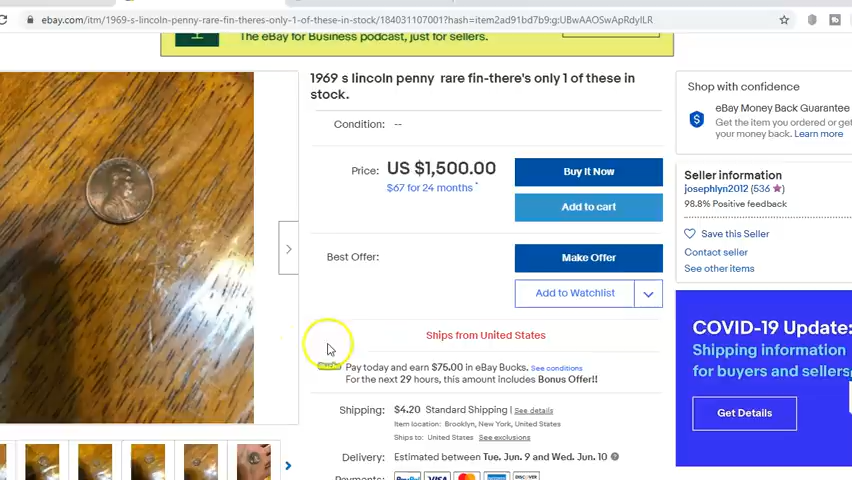 ebay.com/itm/1969-s-lincoln-penny-rare-fin-theres-only-1-of-these-in-stock/184031107001?hash=item2ad91bd7b9:g:UBwAAOSwApRdylLR
The eBay for Business podcast, just for sellers.
1969 s lincoln penny rare fin-there's only 1 of these in
stock.
Condition: --
Price: US $1,500.00
$67 for 24 months *
Buy It Now
Add to cart
Best Offer:
Make Offer
Add to Watchlist
Ships from United States
Pay today and earn $75.00 in eBay Bucks. See conditions
For the next 29 hours, this amount includes Bonus Offer!!
Shipping: $4.20 Standard Shipping | See details
Item location: Brooklyn, New York, United States
Ships to: United States See exclusions
Delivery: Estimated between Tue. Jun. 9 and Wed. Jun. 10
Payments:
PayPal VISA
DISCOVER
Shop with confidence
eBay Money Back Guarantee
Get the item you ordered or get
your money back. Learn more
Seller information
josephlyn2012 (536 )
98.8% Positive feedback
Save this Seller
Contact seller
See other items
COVID-19 Update:
Shipping information
for buyers and sellers
Get Details